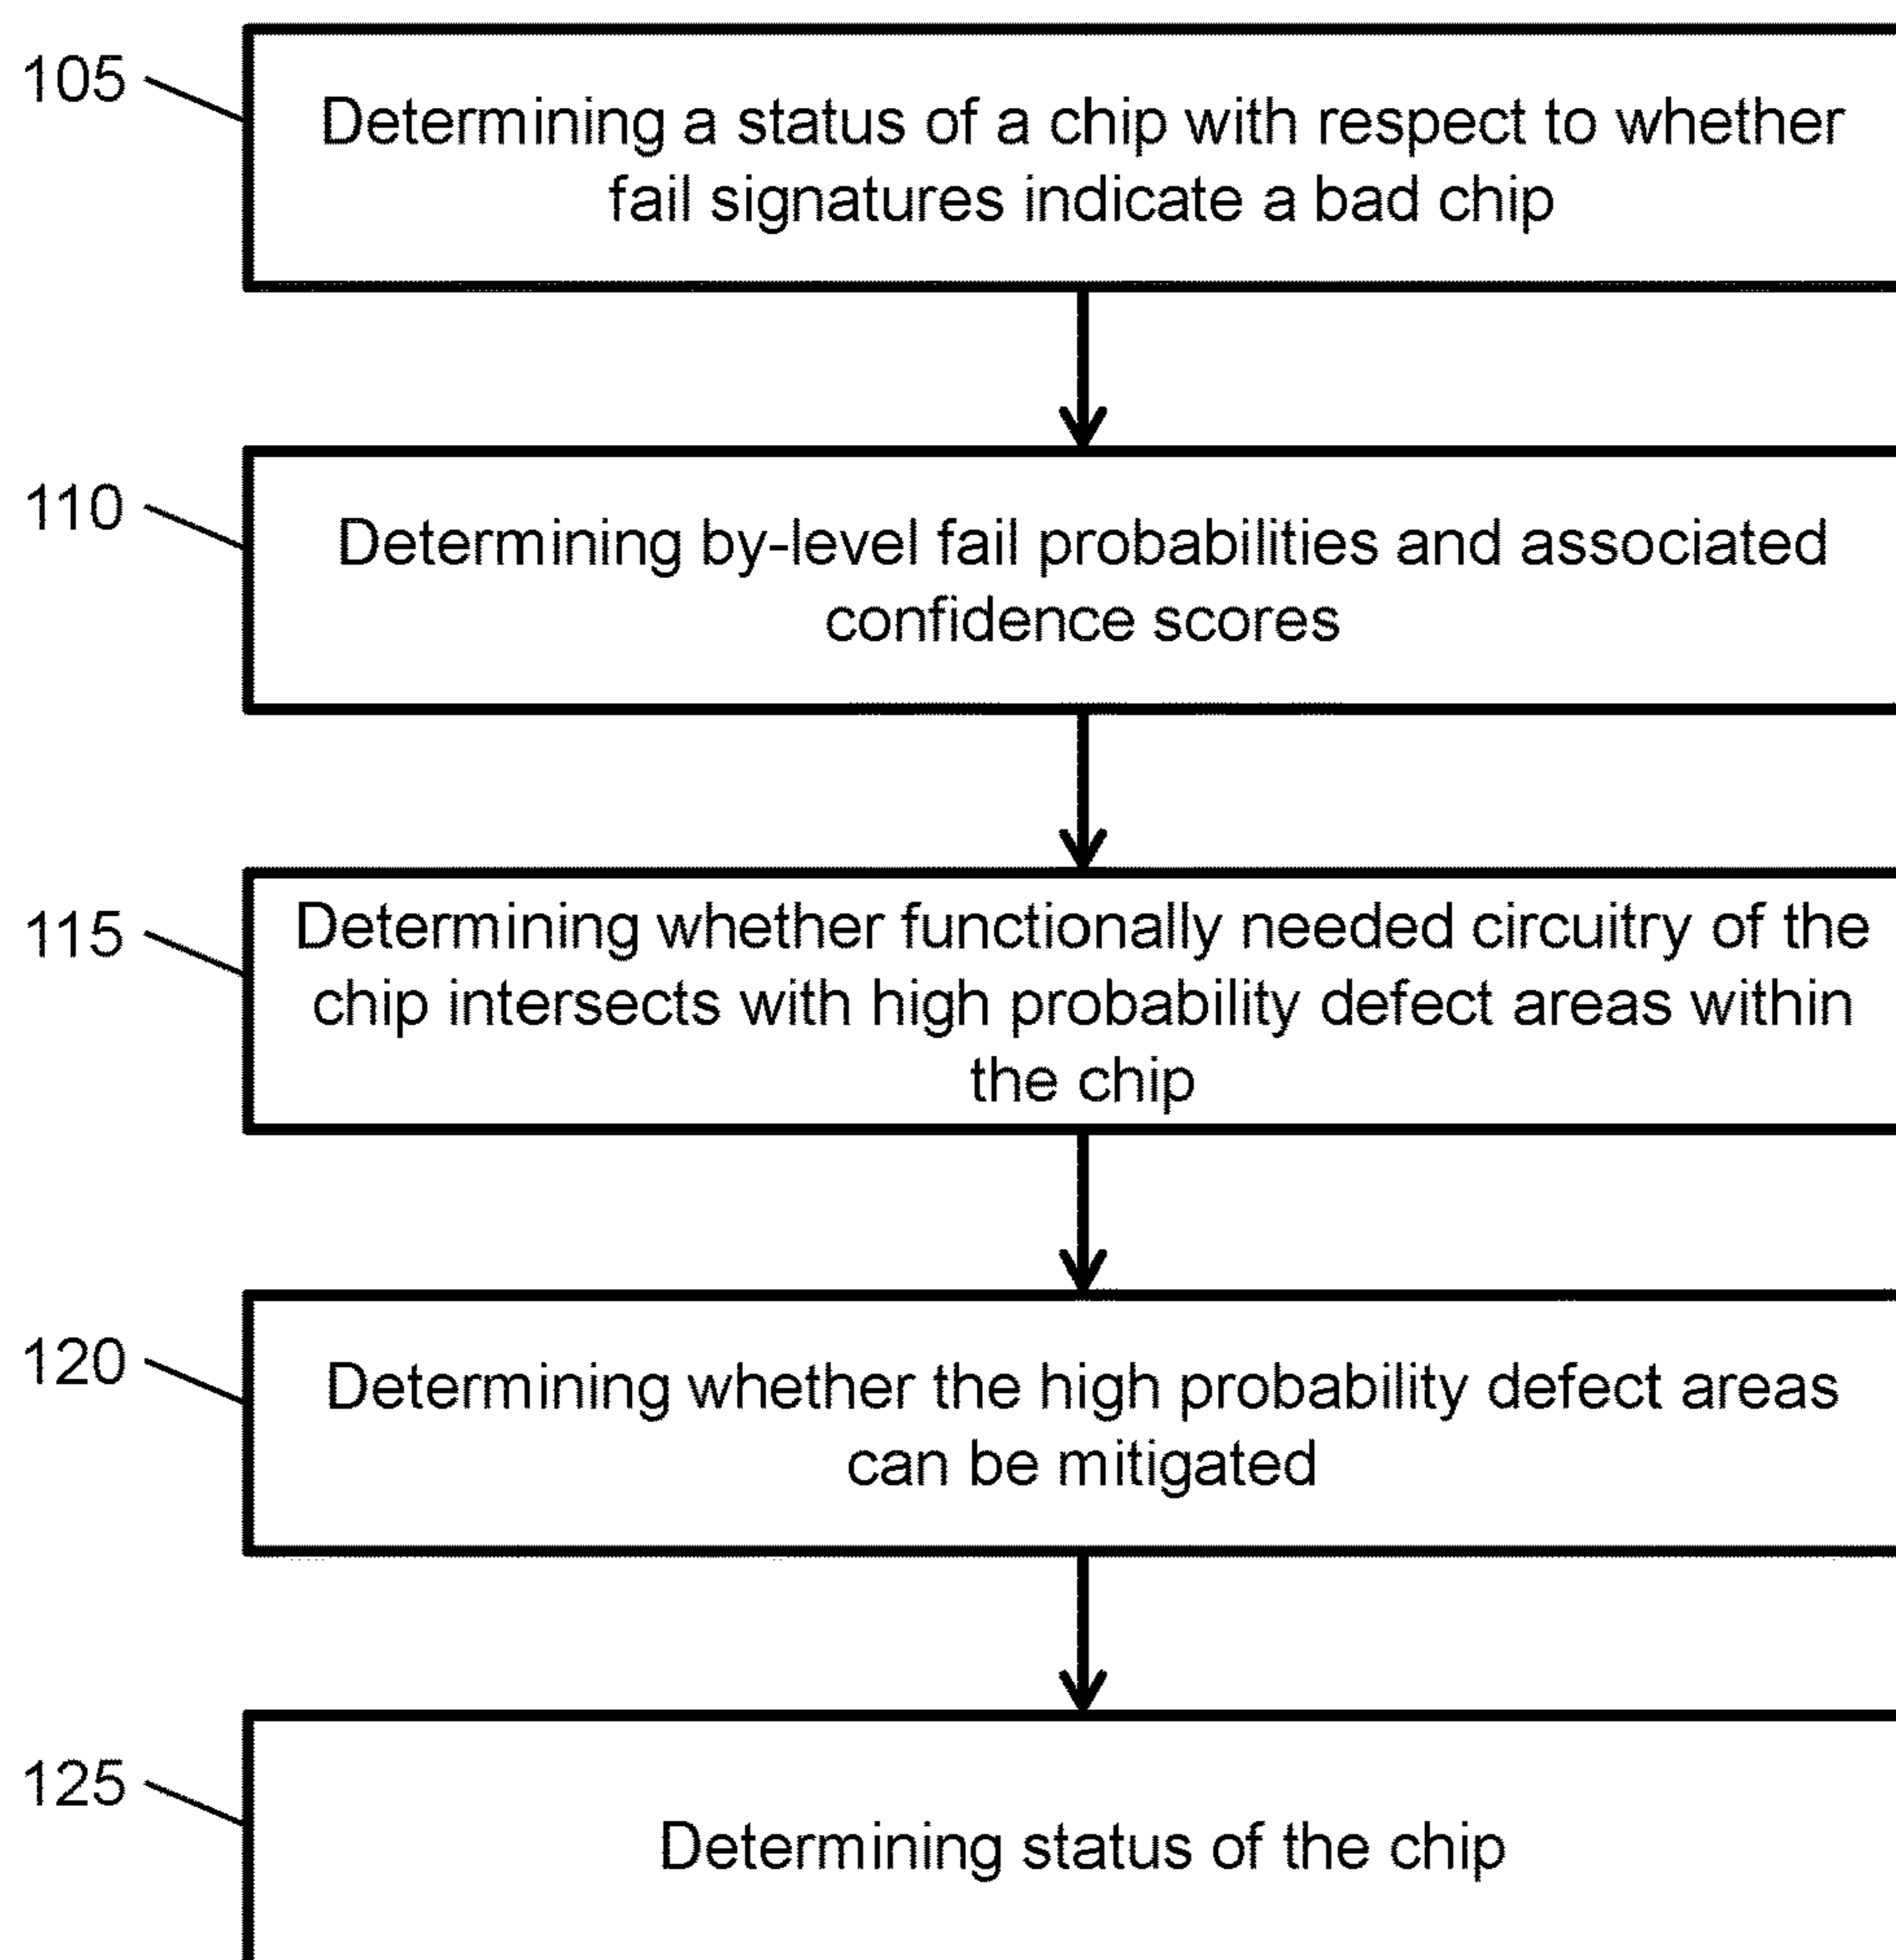 105
Determining a status of a chip with respect to whether
fail signatures indicate a bad chip
110
Determining by-level fail probabilities and associated
confidence scores
115
Determining whether functionally needed circuitry of the
chip intersects with high probability defect areas within
the chip
120
Determining whether the high probability defect areas
can be mitigated
125
Determining status of the chip